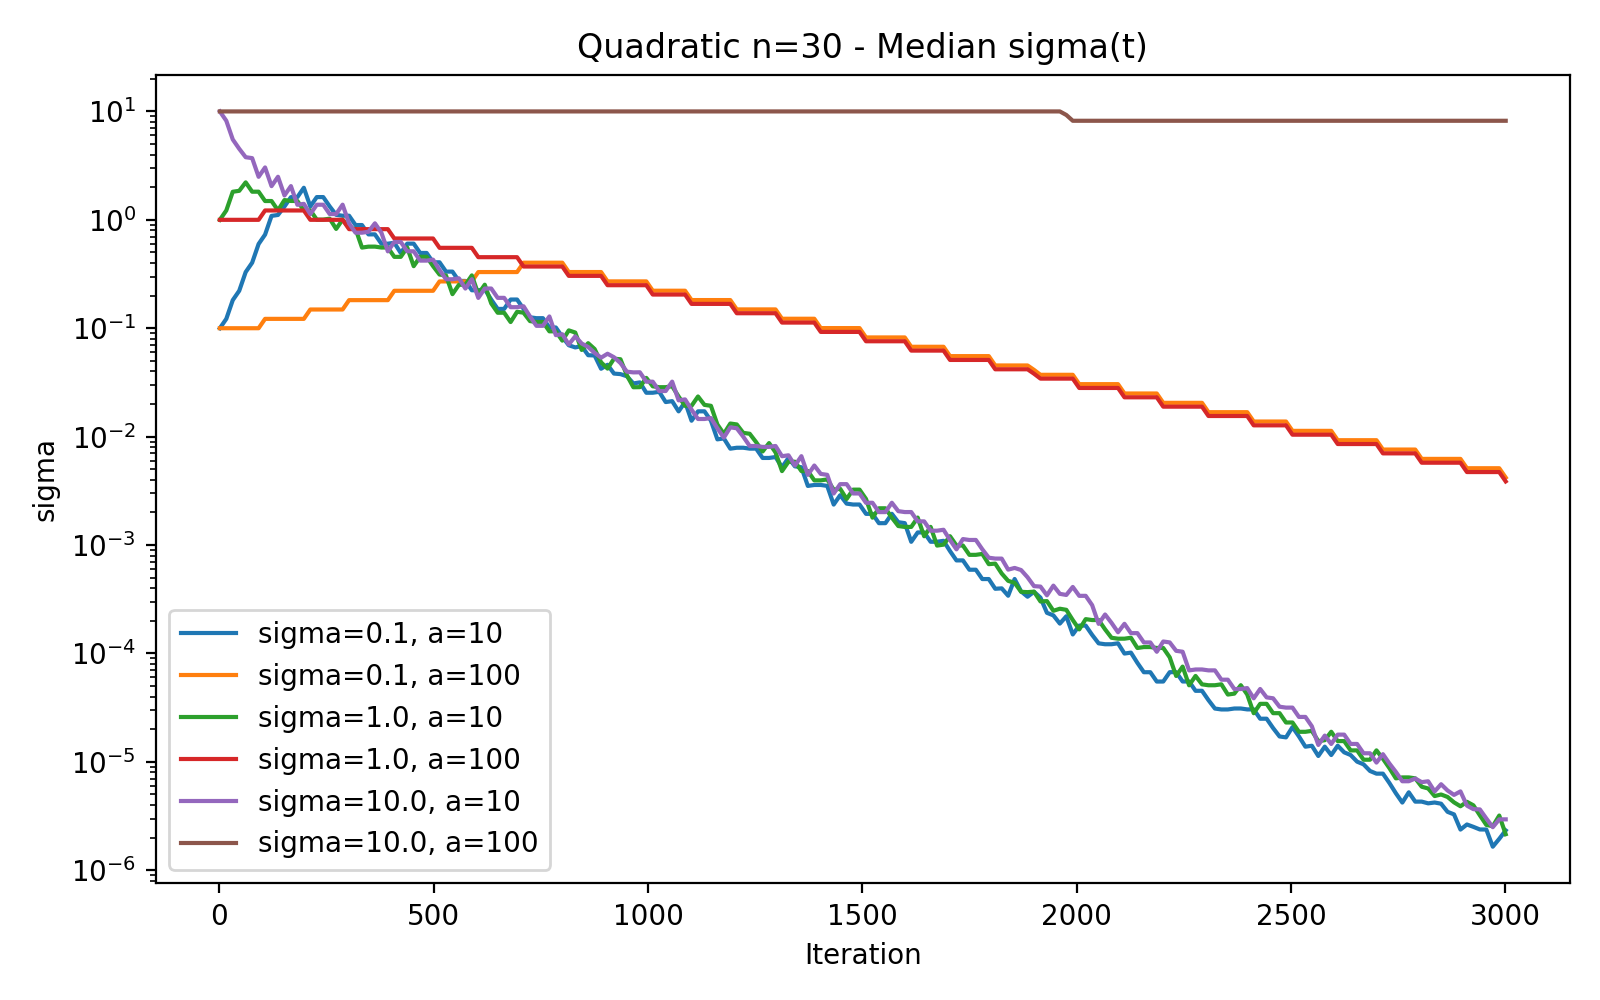 Quadratic n=30 - Median sigma(t)
sigma
10^1
10^0
10^-1
10^-2
10^-3
10^-4
10^-5
10^-6
sigma=0.1, a=10
sigma=0.1, a=100
sigma=1.0, a=10
sigma=1.0, a=100
sigma=10.0, a=10
sigma=10.0, a=100
0 500 1000 1500 2000 2500 3000
Iteration